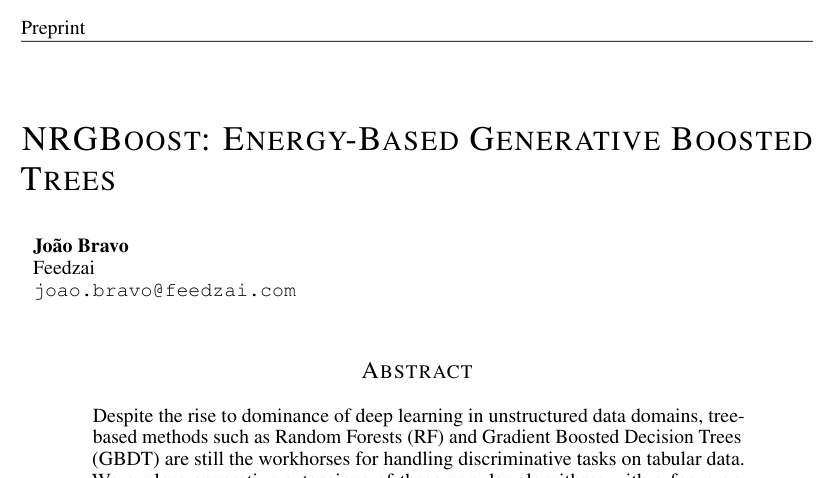 Preprint
NRGBOOST: ENERGY-BASED GENERATIVE BOOSTED
TREES
João Bravo
Feedzai
joao.bravo@feedzai.com
ABSTRACT
Despite the rise to dominance of deep learning in unstructured data domains, tree-
based methods such as Random Forests (RF) and Gradient Boosted Decision Trees
(GBDT) are still the workhorses for handling discriminative tasks on tabular data.